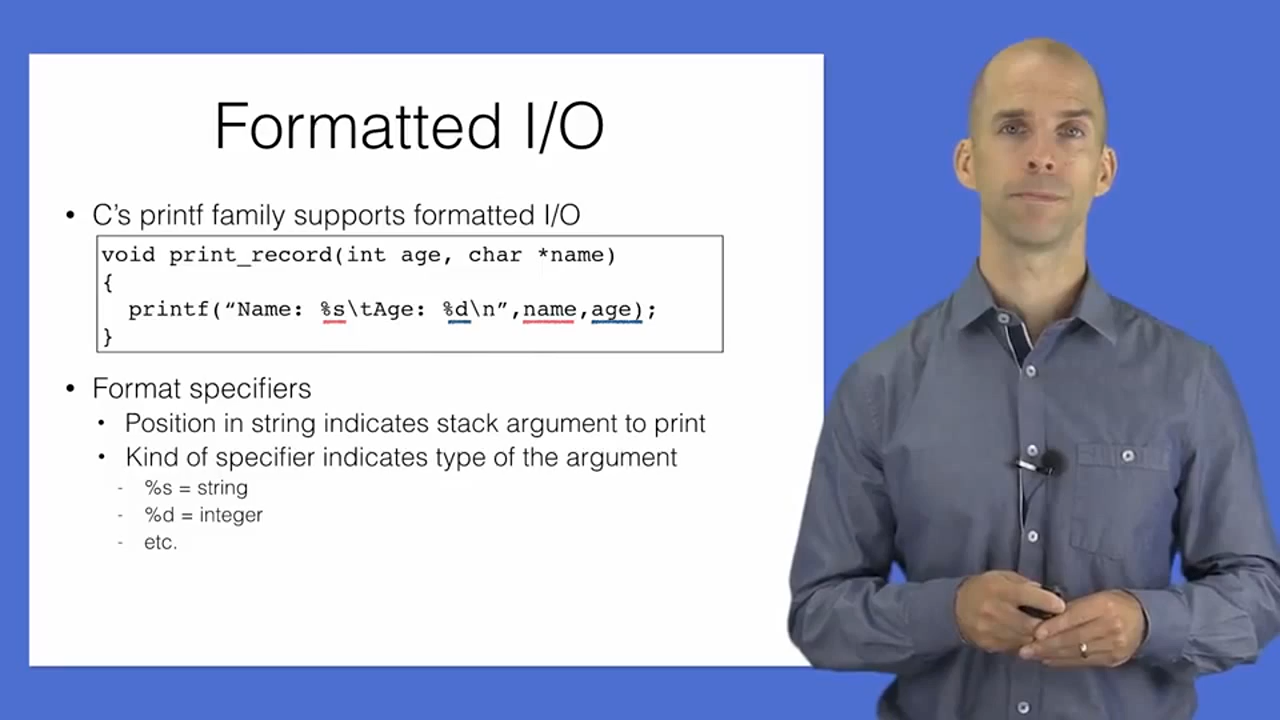 Formatted I/O
• C’s printf family supports formatted I/O
void print_record(int age, char *name)
{
printf(“Name: %s\tAge: %d\n”,name,age);
}
• Format specifiers
• Position in string indicates stack argument to print
• Kind of specifier indicates type of the argument
- %s = string
- %d = integer
- etc.